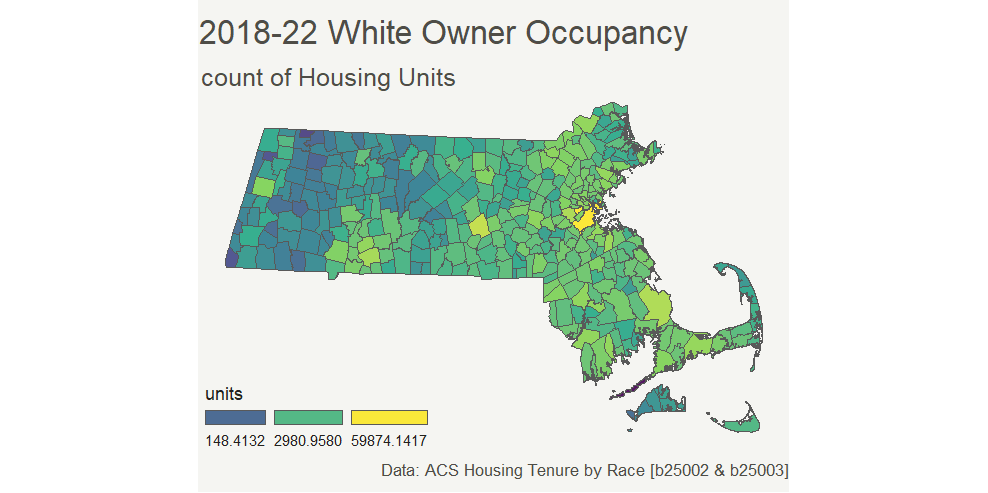 2018-22 White Owner Occupancy
count of Housing Units
units
148.4132 2980.9580 59874.1417
Data: ACS Housing Tenure by Race [b25002 & b25003]